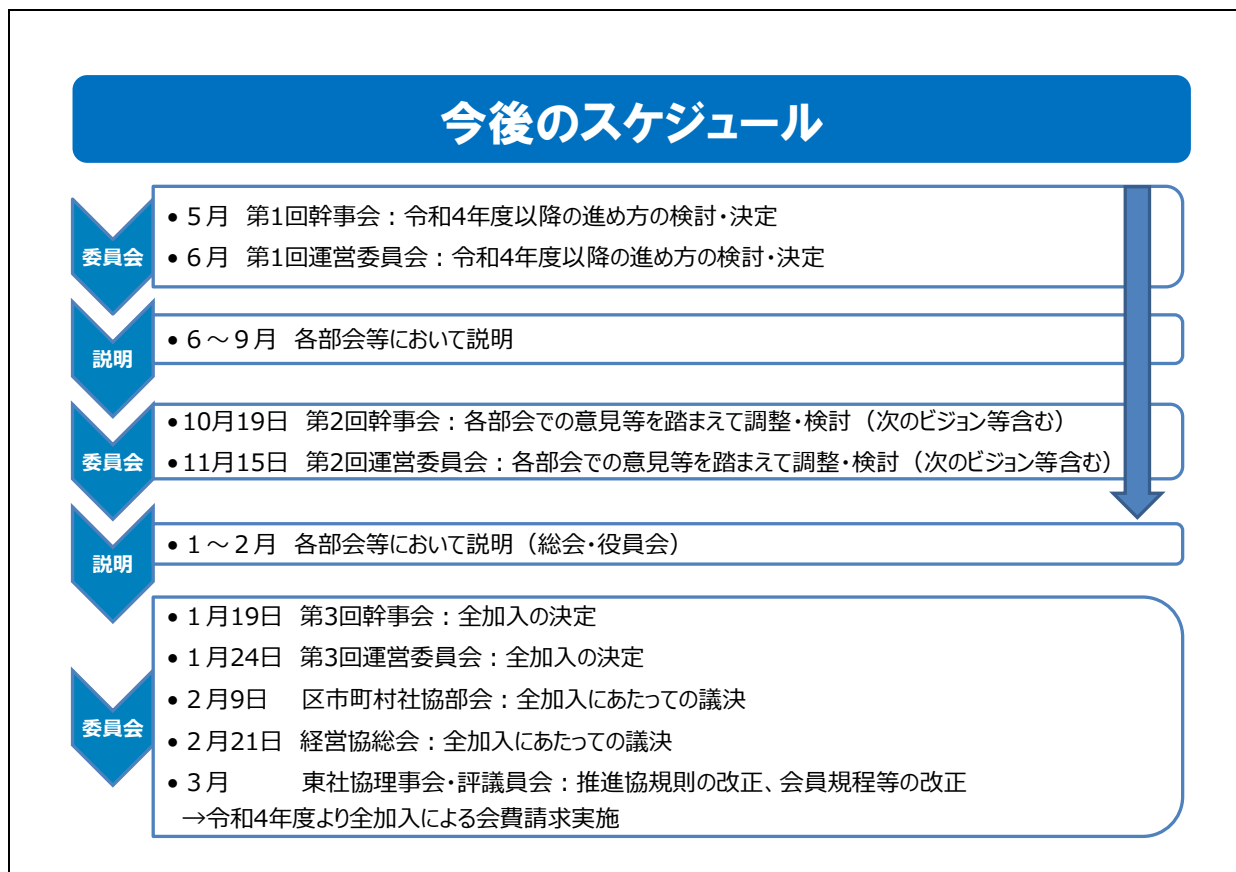 今後のスケジュール
委員会
• 5月 第1回幹事会：令和4年度以降の進め方の検討・決定
• 6月 第1回運営委員会：令和4年度以降の進め方の検討・決定
説明
• 6～9月 各部会等において説明
委員会
•10月19日 第2回幹事会：各部会での意見等を踏まえて調整・検討（次のビジョン等含む）
•11月15日 第2回運営委員会：各部会での意見等を踏まえて調整・検討（次のビジョン等含む）
説明
• 1～2月 各部会等において説明（総会・役員会）
委員会
• 1月19日 第3回幹事会：全加入の決定
• 1月24日 第3回運営委員会：全加入の決定
• 2月9日 区市町村社協部会：全加入にあたっての議決
• 2月21日 経営協総会：全加入にあたっての議決
• 3月 東社協理事会・評議員会：推進協規則の改正、会員規程等の改正
→令和4年度より全加入による会費請求実施